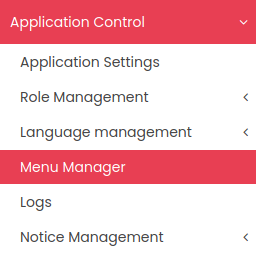 Application Control
Application Settings
Role Management
Language management
Menu Manager
Logs
Notice Management